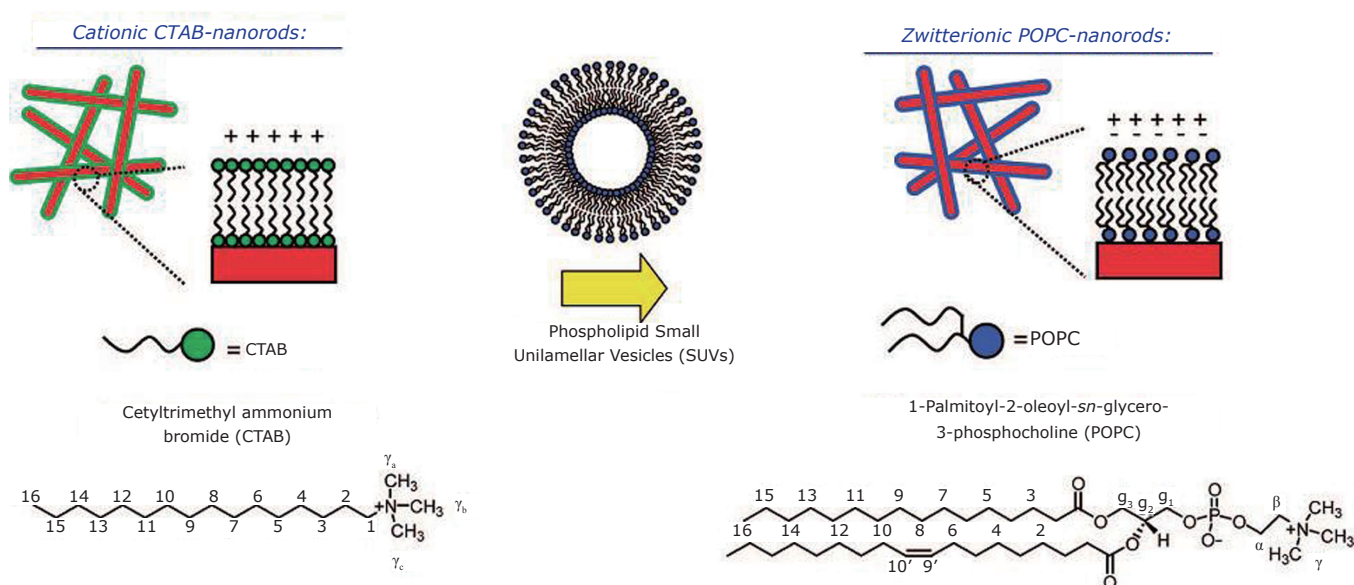 Cationic CTAB-nanorods:
Zwitterionic POPC-nanorods:
+ + + + +
+ + + + +
- - - - -
= CTAB
Phospholipid Small
Unilamellar Vesicles (SUVs)
=POPC
Cetyltrimethyl ammonium
bromide (CTAB)
1-Palmitoyl-2-oleoyl-sn-glycero-
3-phosphocholine (POPC)
γa
CH₃
16 14 12 10 8 6 4 2
+N CH₃ γb
15 13 11 9 7 5 3 1
CH₃
γc
15 13 11 9 7 5 3
O
g₃ g₂ g₁
O
β
O
O P O
CH₃
16 14 12 10 8 6 4 2
O
H
O⁻
α
N+
CH₃
H₃C γ
10′ 9′
O